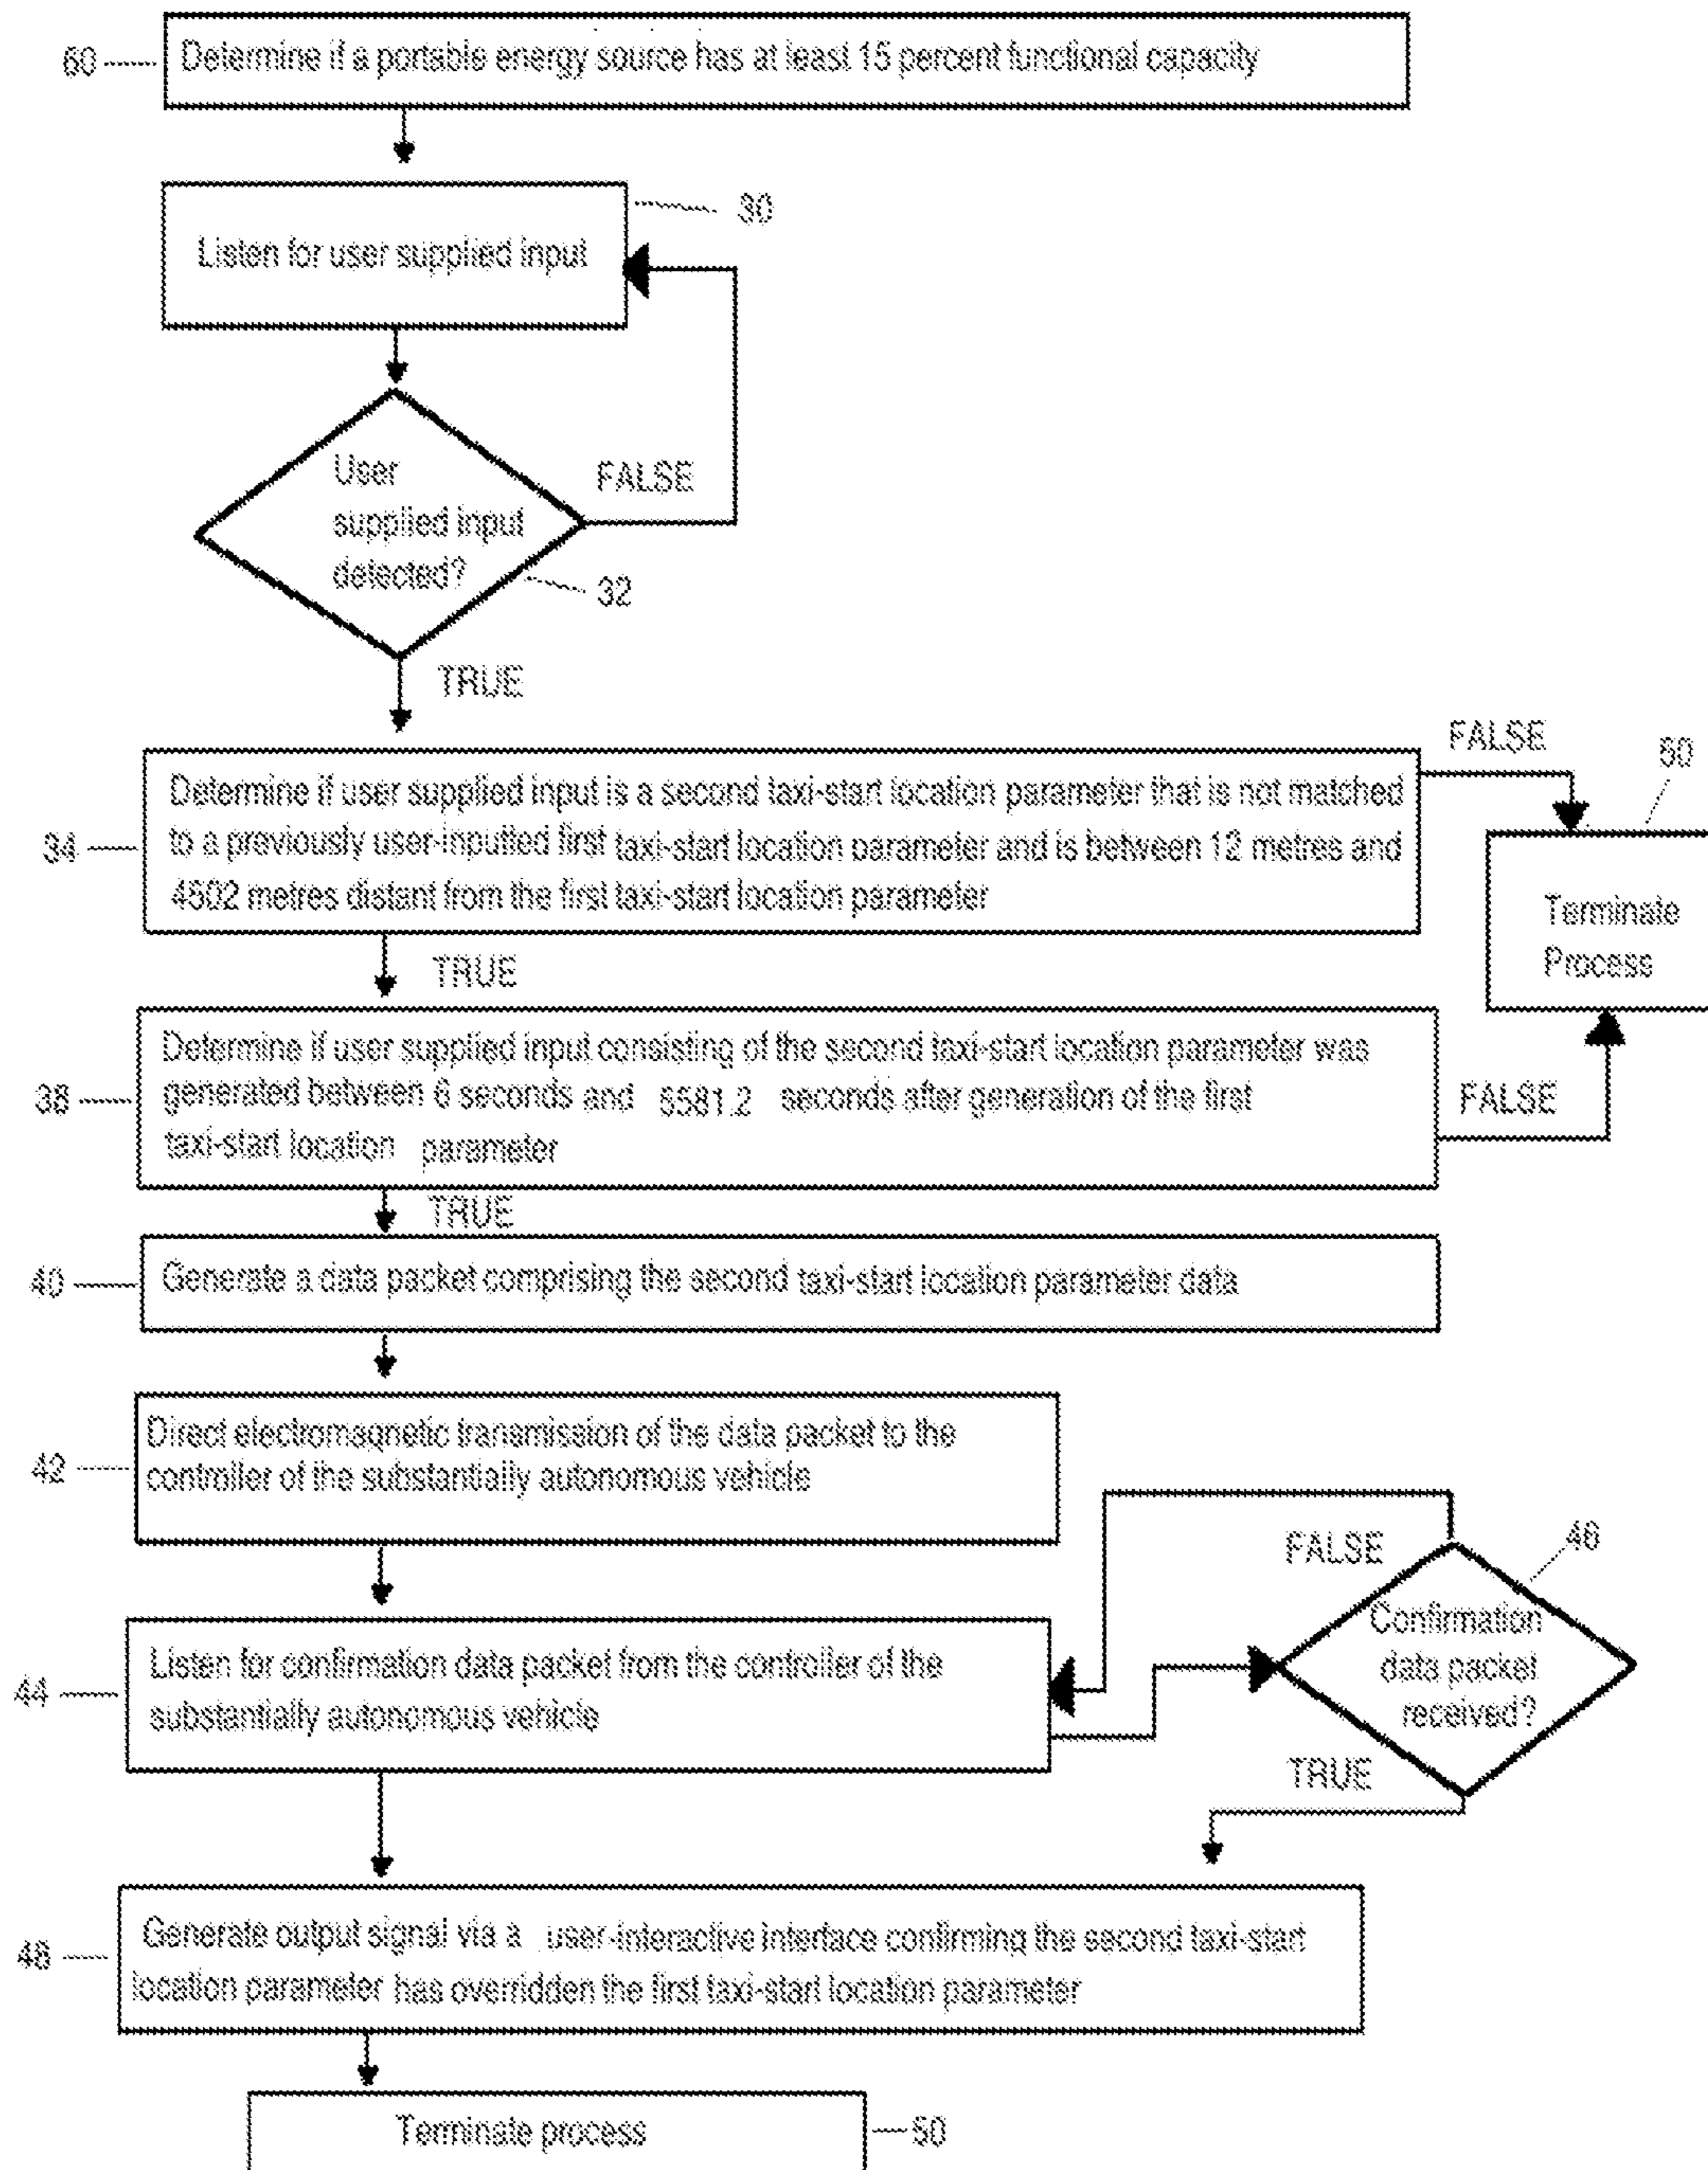 60
Determine if a portable energy source has at least 15 percent functional capacity
30
Listen for user supplied input
User
supplied input
detected?
FALSE
32
TRUE
FALSE
50
34
Determine if user supplied input is a second taxi-start location parameter that is not matched
to a previously user-inputted first taxi-start location parameter and is between 12 metres and
4502 metres distant from the first taxi-start location parameter
Terminate
Process
TRUE
38
Determine if user supplied input consisting of the second taxi-start location parameter was
generated between 6 seconds and seconds after generation of the first
taxi-start location parameter
FALSE
TRUE
40
Generate a data packet comprising the second taxi-start location parameter data
42
Direct electromagnetic transmission of the data packet to the
controller of the substantially autonomous vehicle
FALSE
46
Confirmation
data packet
received?
44
Listen for confirmation data packet from the controller of the
substantially autonomous vehicle
TRUE
48
Generate output signal via a user-interactive interface confirming the second taxi-start
location parameter has overridden the first taxi-start location parameter
Terminate process
50